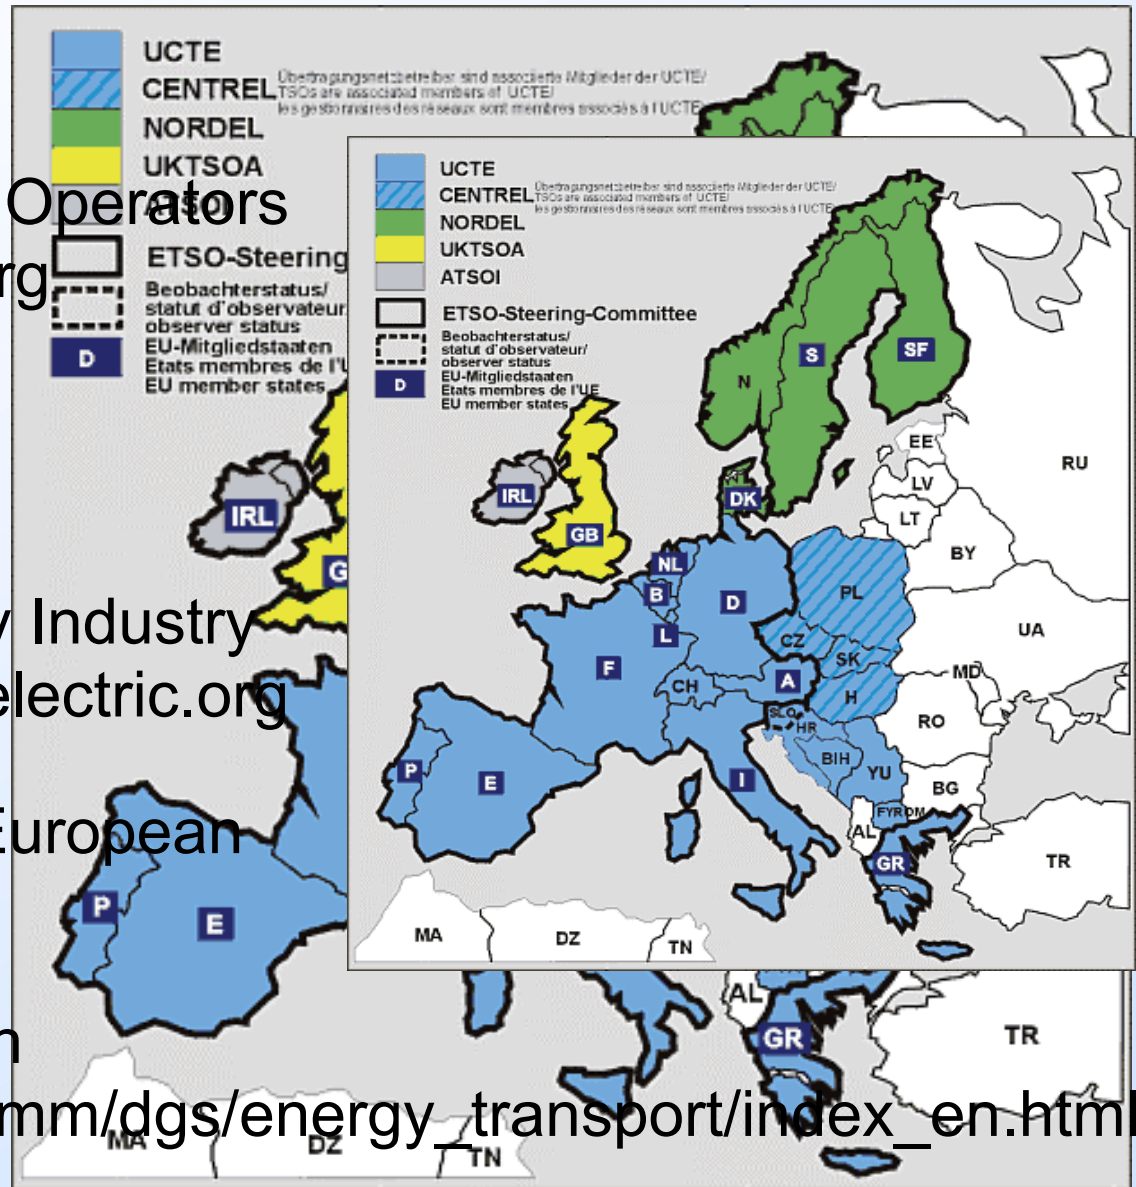 UCTE
CENTREL
Übertragungsnetzbetreiber sind assoziierte Mitglieder der UCTE/
TSOs are associated members of UCTE/
les gestionnaires des réseaux sont membres associés à l'UCTE
NORDEL
UKTSOA
Operators
ATSOI
ETSO-Steering
rg
Beobachterstatus/
statut d'observateur
observer status
D
EU-Mitgliedstaaten
Etats membres de l'U
EU member states
IRL
G
y Industry
electric.org
European
P
E
n
AL
GR
TR
mm/dgs/energy_transport/index_en.html
MA
DZ
TN
UCTE
CENTREL
Übertragungsnetzbetreiber sind assoziierte Mitglieder der UCTE/
TSOs are associated members of UCTE/
les gestionnaires des réseaux sont membres associés à l'UCTE
NORDEL
UKTSOA
ATSOI
ETSO-Steering-Committee
Beobachterstatus/
statut d'observateur/
observer status
D
EU-Mitgliedstaaten
Etats membres de l'UE
EU member states
N
S
SF
EE
RU
LV
LT
IRL
DK
GB
BY
NL
PL
B
D
L
CZ
UA
F
SK
CH
A
H
MD
SLO
HR
RO
P
E
I
BIH
YU
BG
FYROM
AL
GR
TR
MA
DZ
TN